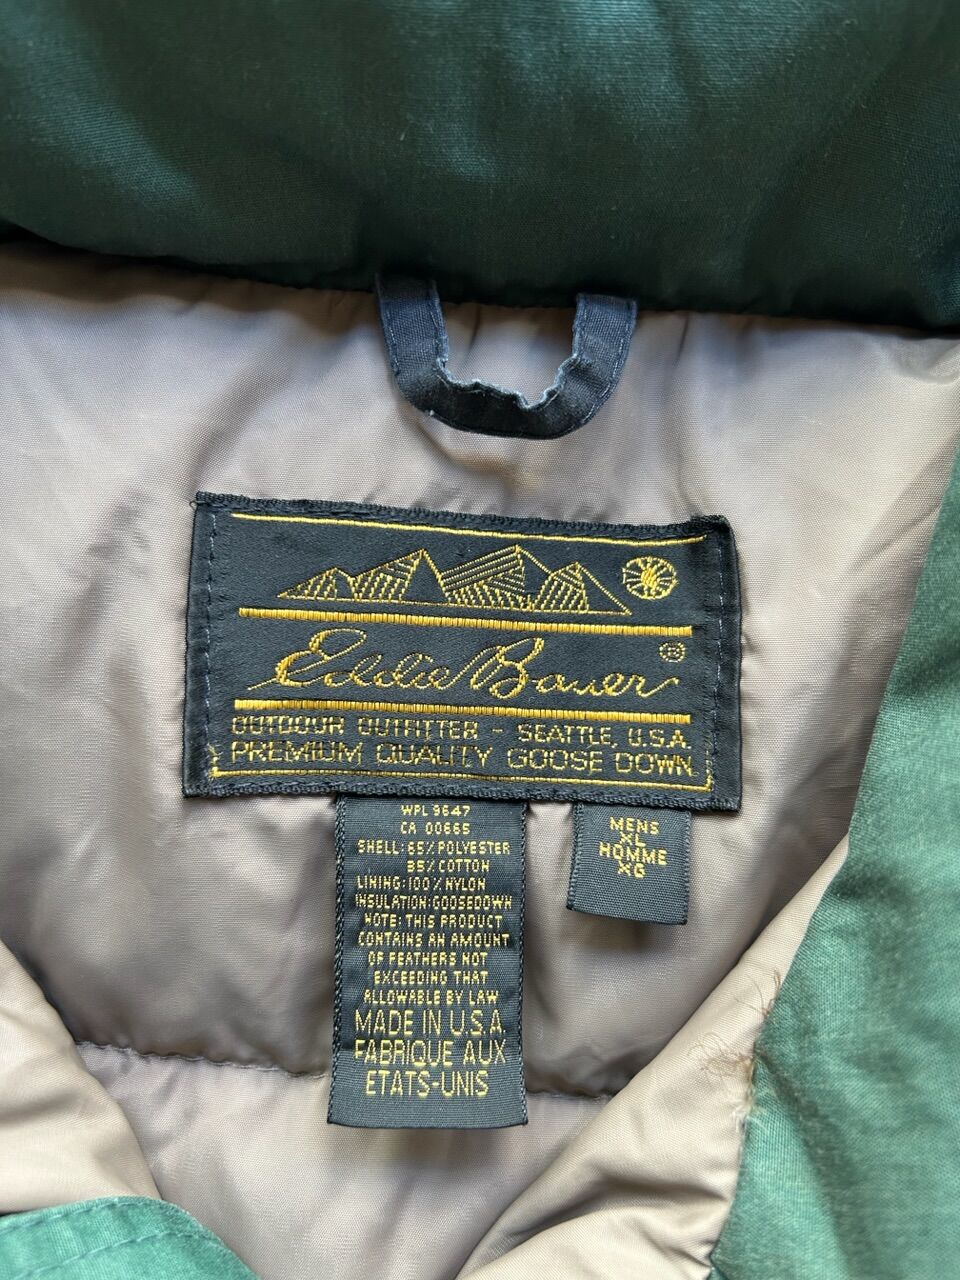 Eddie Bauer®
OUTDOOR OUTFITTER - SEATTLE, U.S.A.
PREMIUM QUALITY GOOSE DOWN
WPL 9647
CA 00665
SHELL: 65% POLYESTER
35% COTTON
LINING: 100% NYLON
INSULATION: GOOSEDOWN
NOTE: THIS PRODUCT
CONTAINS AN AMOUNT
OF FEATHERS NOT
EXCEEDING THAT
ALLOWABLE BY LAW
MADE IN U.S.A.
FABRIQUE AUX
ETATS-UNIS
MENS
XL
HOMME
XG